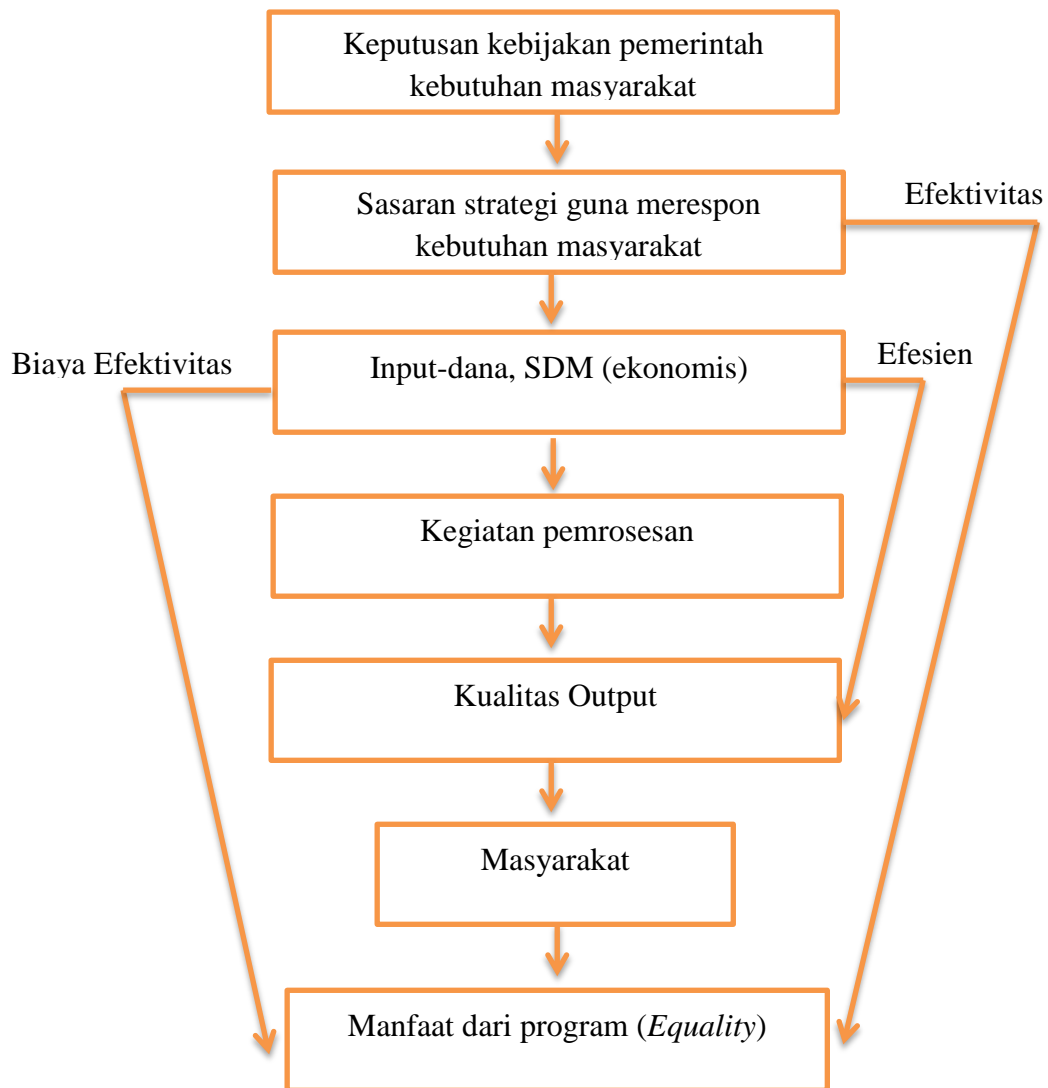 Keputusan kebijakan pemerintah
kebutuhan masyarakat
Sasaran strategi guna merespon
kebutuhan masyarakat
Efektivitas
Biaya Efektivitas
Input-dana, SDM (ekonomis)
Efesien
Kegiatan pemrosesan
Kualitas Output
Masyarakat
Manfaat dari program (Equality)